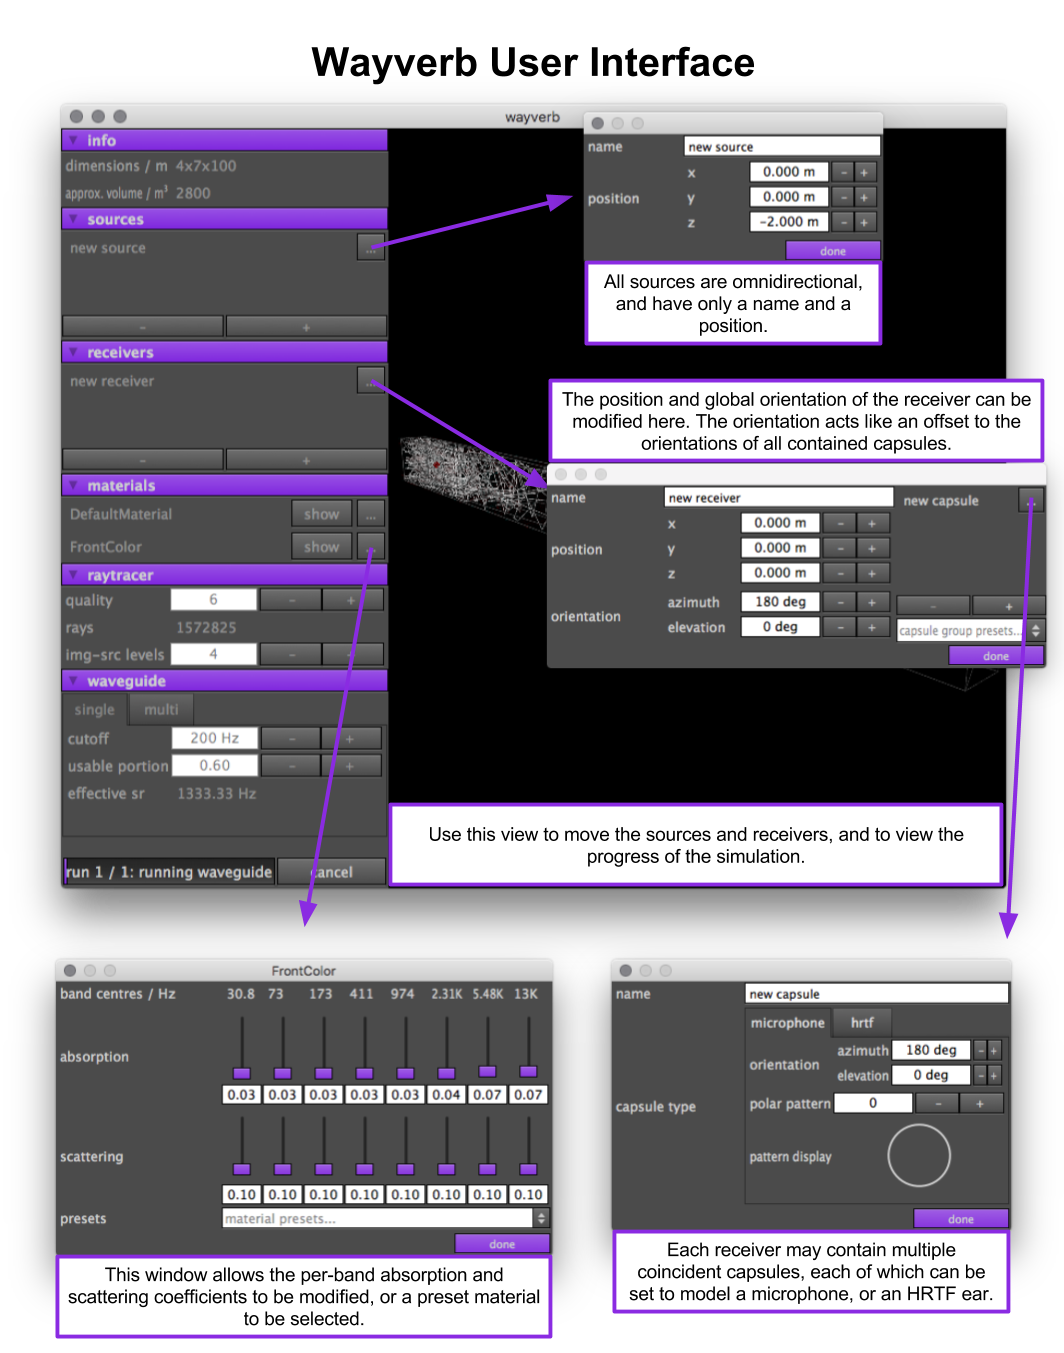 Wayverb User Interface
wayverb
info
dimensions / m 4x7x100
approx. volume / m³ 2800
sources
new source
...
- +
receivers
new receiver
...
- +
materials
DefaultMaterial show ...
FrontColor show ...
raytracer
quality 6 - +
rays 1572825
img-src levels 4 - +
waveguide
single multi
cutoff 200 Hz - +
usable portion 0.60 - +
effective sr 1333.33 Hz
run 1 / 1: running waveguide cancel
name new source
position
x 0.000 m - +
y 0.000 m - +
z -2.000 m - +
done
All sources are omnidirectional,
and have only a name and a
position.
The position and global orientation of the receiver can be
modified here. The orientation acts like an offset to the
orientations of all contained capsules.
name new receiver
position
x 0.000 m - +
y 0.000 m - +
z 0.000 m - +
orientation
azimuth 180 deg - +
elevation 0 deg - +
new capsule ...
- +
capsule group presets...
done
Use this view to move the sources and receivers, and to view the
progress of the simulation.
FrontColor
band centres / Hz 30.8 73 173 411 974 2.31K 5.48K 13K
absorption
0.03 0.03 0.03 0.03 0.03 0.04 0.07 0.07
scattering
0.10 0.10 0.10 0.10 0.10 0.10 0.10 0.10
presets material presets...
done
This window allows the per-band absorption and
scattering coefficients to be modified, or a preset material
to be selected.
name new capsule
capsule type
microphone hrtf
orientation
azimuth 180 deg - +
elevation 0 deg - +
polar pattern 0 - +
pattern display
done
Each receiver may contain multiple
coincident capsules, each of which can be
set to model a microphone, or an HRTF ear.